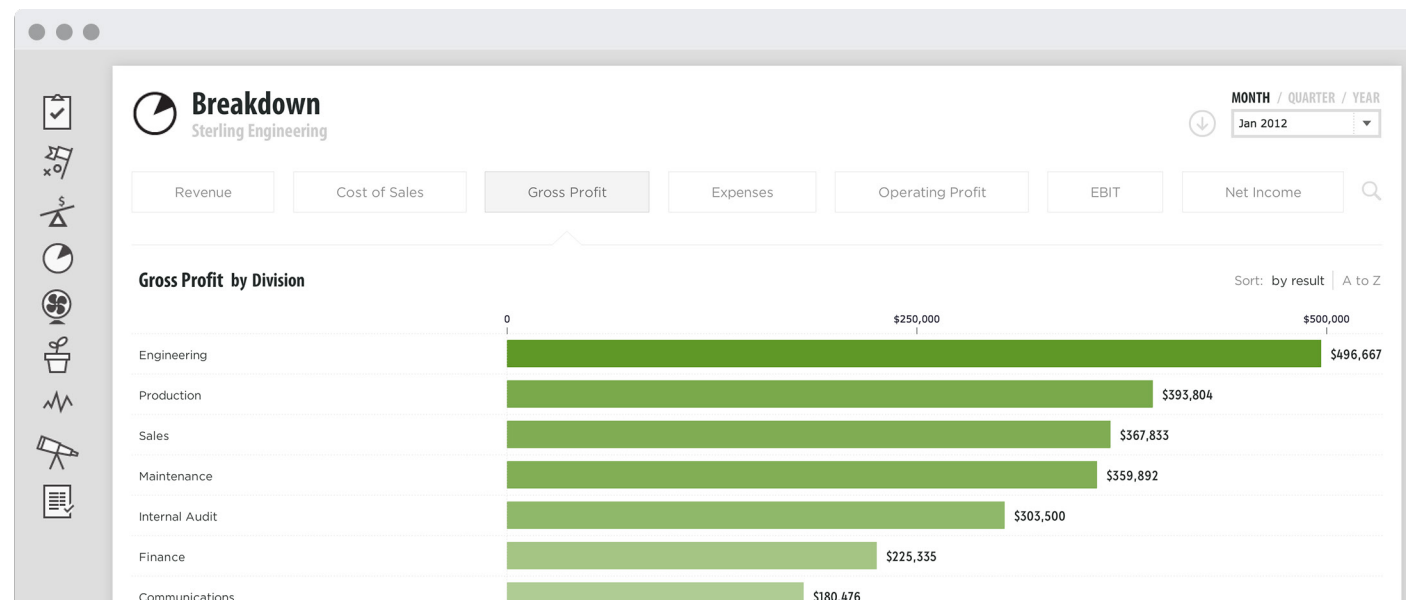 Breakdown
Sterling Engineering
MONTH / QUARTER / YEAR
Jan 2012
Revenue
Cost of Sales
Gross Profit
Expenses
Operating Profit
EBIT
Net Income
Gross Profit by Division
Sort: by result | A to Z
0 $250,000 $500,000
Engineering $496,667
Production $393,804
Sales $367,833
Maintenance $359,892
Internal Audit $303,500
Finance $225,335
Communications $180,476